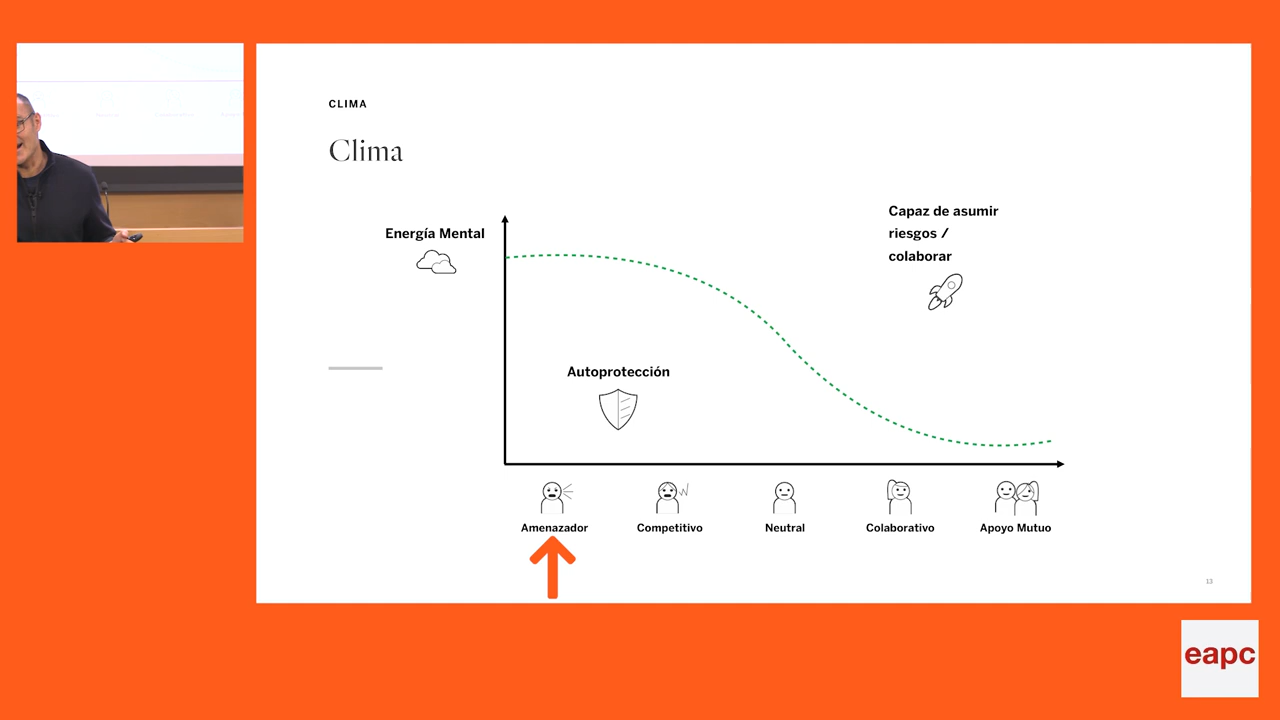 CLIMA
Clima
Energía Mental
Capaz de asumir
riesgos /
colaborar
Autoprotección
Amenazador
Competitivo
Neutral
Colaborativo
Apoyo Mutuo
13
eapc